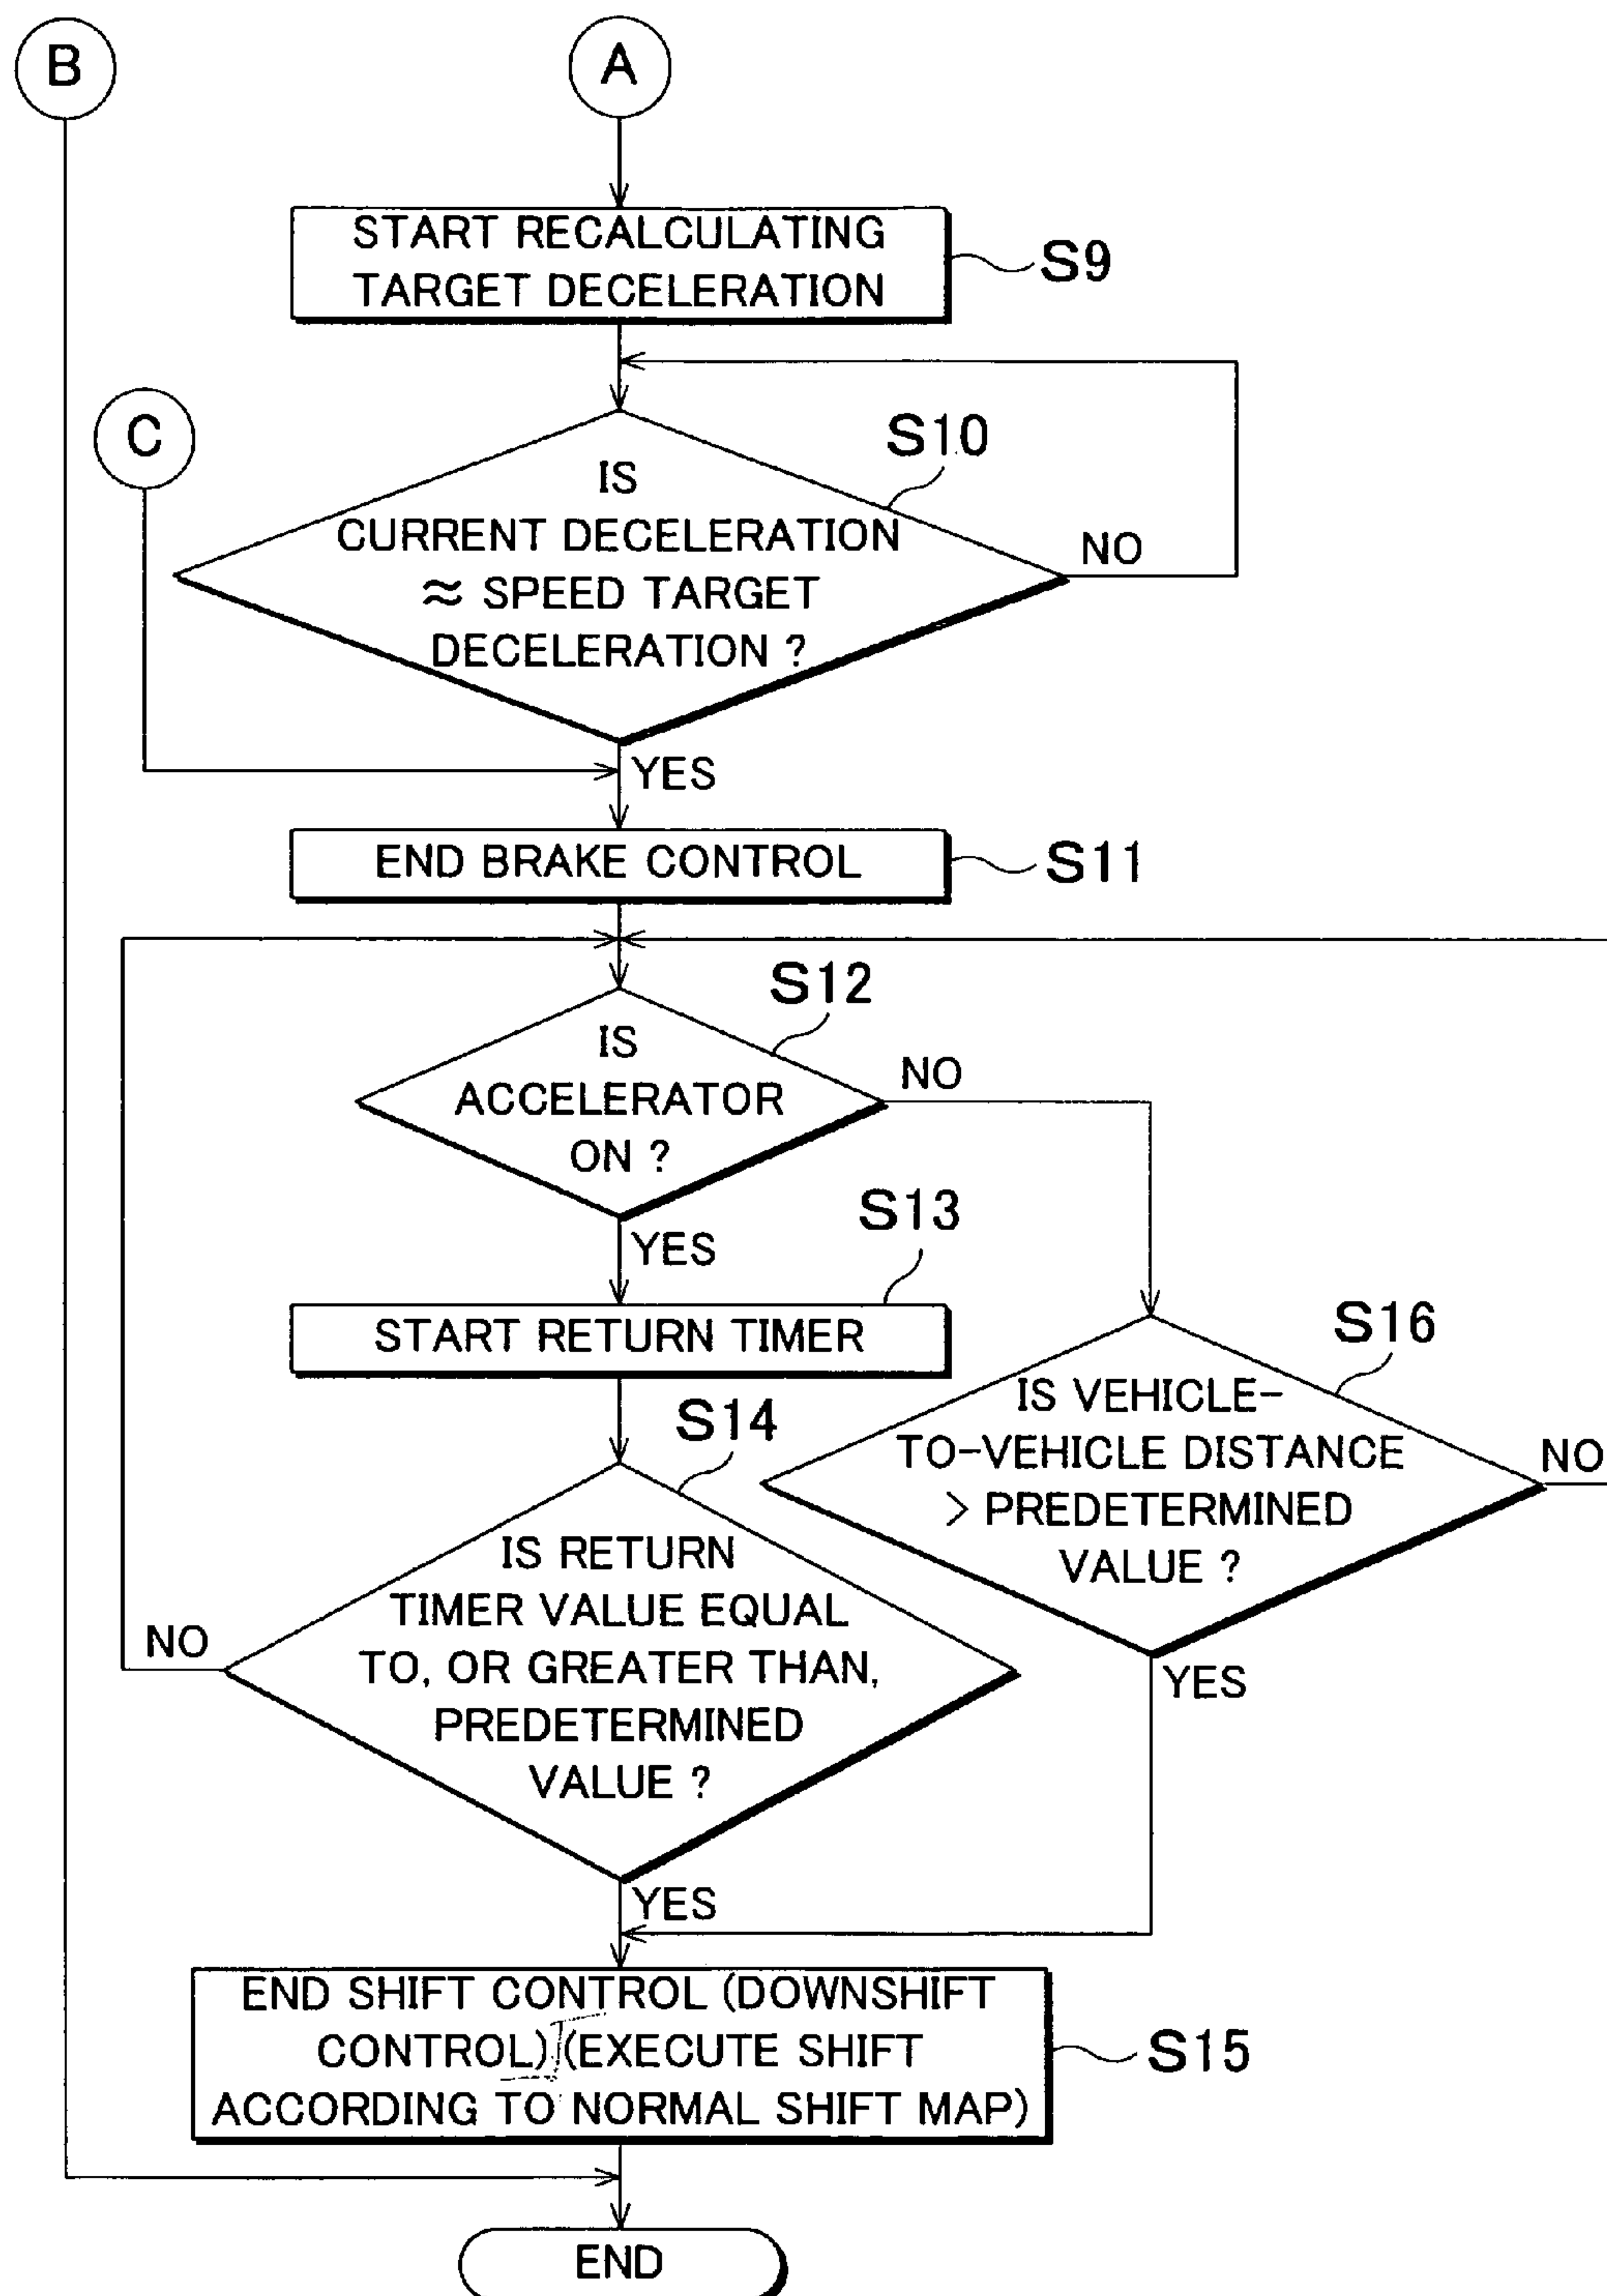 B
A
START RECALCULATING
TARGET DECELERATION
S9
C
S10
IS
CURRENT DECELERATION
≈ SPEED TARGET
DECELERATION ?
NO
YES
END BRAKE CONTROL
S11
S12
IS
ACCELERATOR
ON ?
NO
YES
S13
START RETURN TIMER
S16
IS VEHICLE-
TO-VEHICLE DISTANCE
> PREDETERMINED
VALUE ?
NO
YES
S14
IS RETURN
TIMER VALUE EQUAL
TO, OR GREATER THAN,
PREDETERMINED
VALUE ?
NO
YES
END SHIFT CONTROL (DOWNSHIFT
CONTROL) (EXECUTE SHIFT
ACCORDING TO NORMAL SHIFT MAP)
S15
END